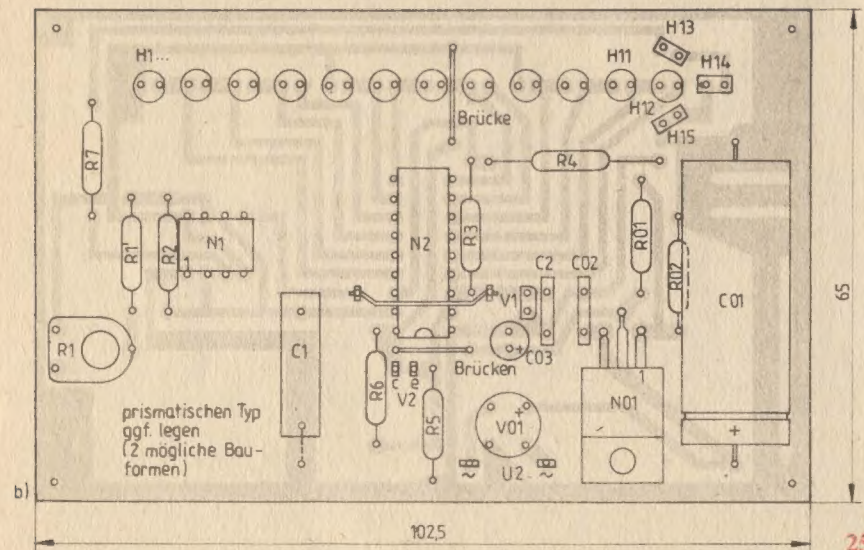 H13
H1...
H11
H14
H12
H15
Brücke
R7
R4
R1'
R2
N1
1
N2
R3
R01
R02
C01
65
C2
C02
V1
+
C03
R1
C1
R6
Brücken
c
e
V2
R5
1
N01
V01
+
+
prismatischen Typ
ggf. legen
(2 mögliche Bau-
formen)
~
U2
~
b)
102,5